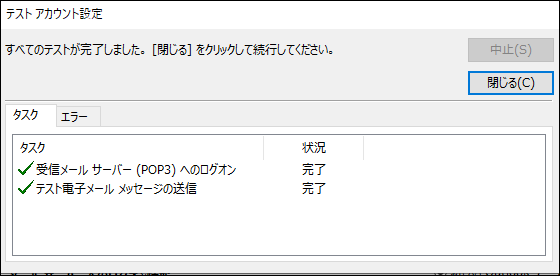 テスト アカウント設定
すべてのテストが完了しました。[閉じる] をクリックして続行してください。
中止(S)
閉じる(C)
タスク
エラー
タスク 状況
受信メール サーバー (POP3) へのログオン 完了
テスト電子メール メッセージの送信 完了